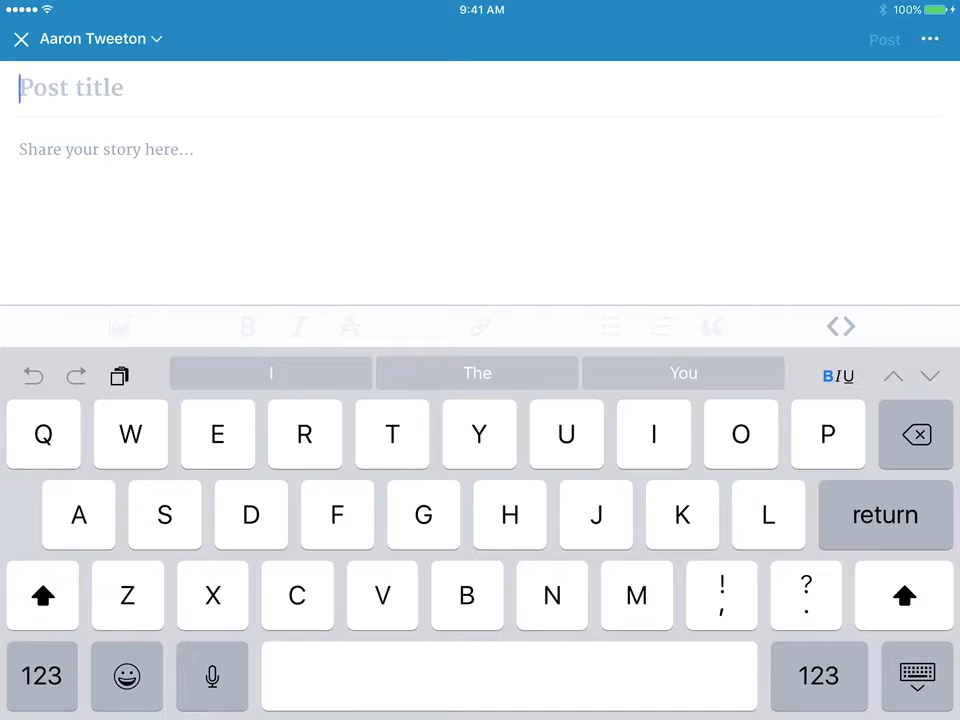 9:41 AM
100%
Aaron Tweeton
Post
Post title
Share your story here...
B I A
I The You
BIU
Q W E R T Y U I O P
A S D F G H J K L return
Z X C V B N M ! , ? .
123 123